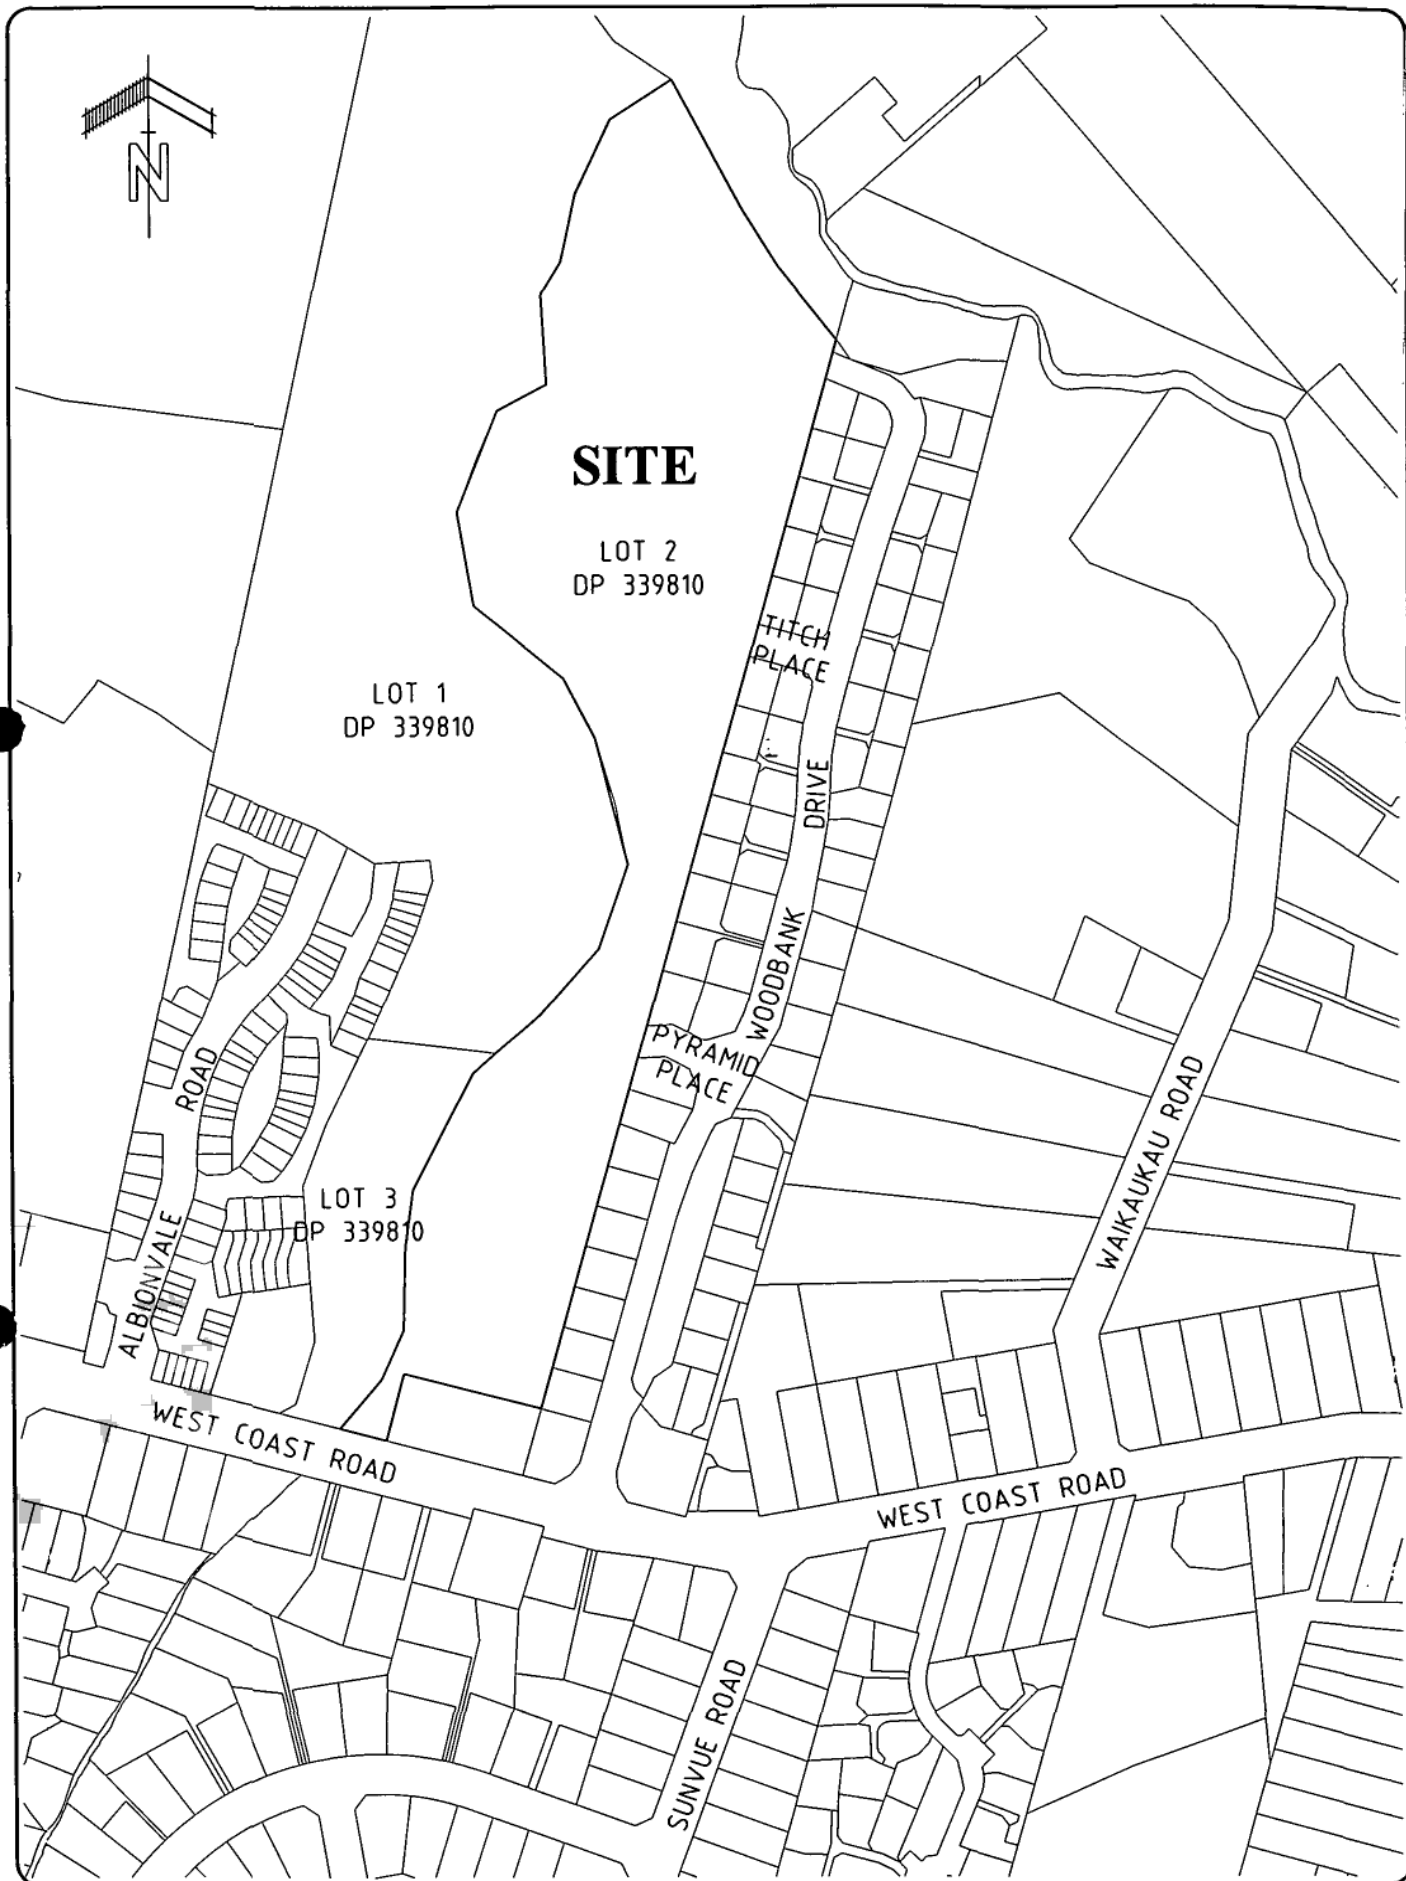 N
SITE
LOT 2
DP 339810
TITCH
PLACE
LOT 1
DP 339810
DRIVE
WOODBANK
PYRAMID
PLACE
ROAD
WAIKAUKAU ROAD
LOT 3
DP 339810
ALBIONVALE
WEST COAST ROAD
WEST COAST ROAD
SUNVUE ROAD